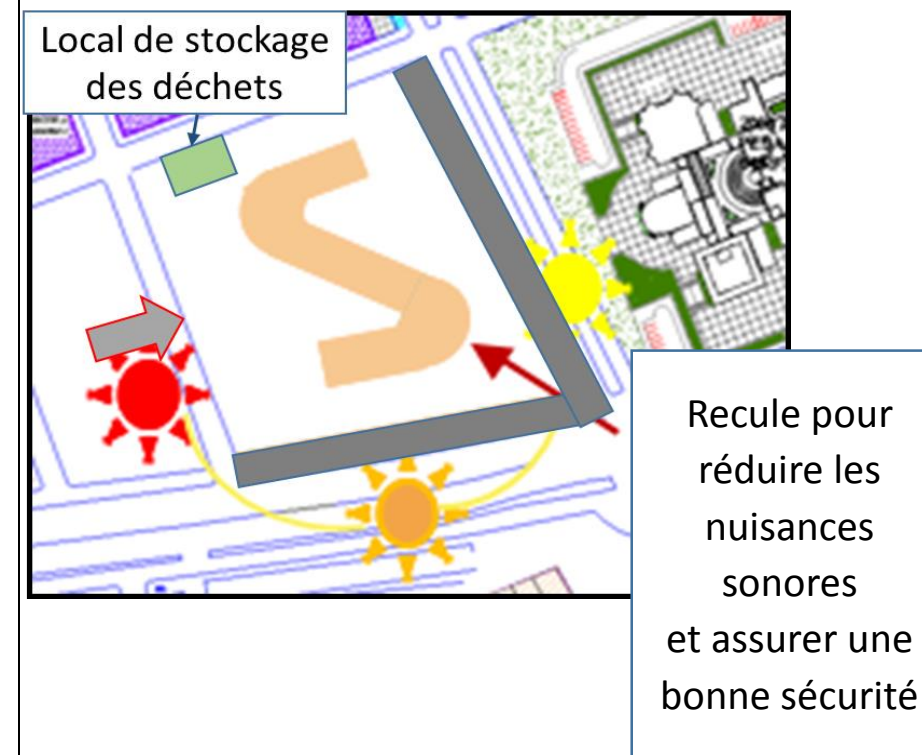 Local de stockage
des déchets
Recule pour
réduire les
nuisances
sonores
et assurer une
bonne sécurité